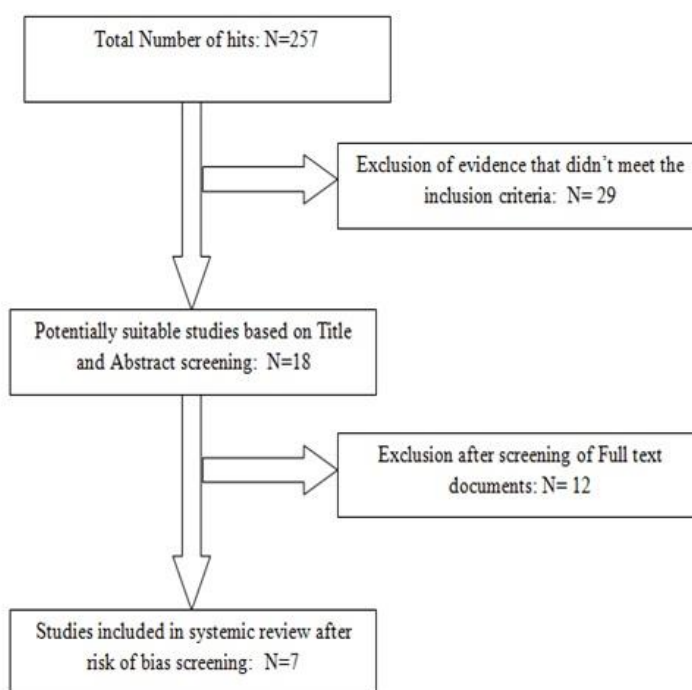 Total Number of hits: N=257
Exclusion of evidence that didn’t meet the
inclusion criteria:  N= 29
Potentially suitable studies based on Title
and Abstract screening:  N=18
Exclusion after screening of Full text
documents: N= 12
Studies included in systemic review after
risk of bias screening:  N=7